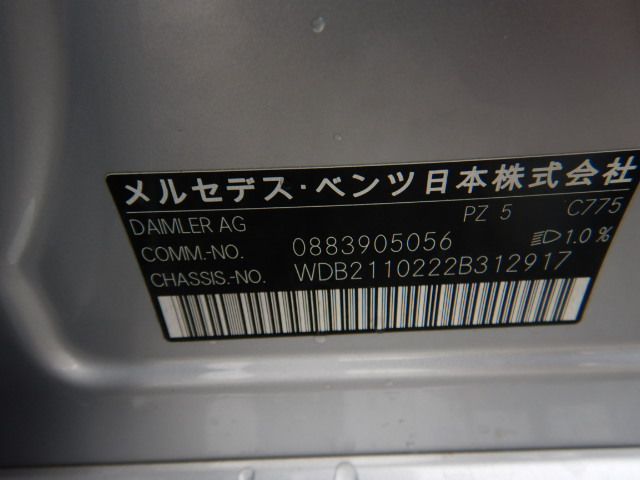 メルセデス・ベンツ日本株式会社
DAIMLER AG PZ 5 C775
COMM.-NO. 0883905056 1.0%
CHASSIS.-NO. WDB2110222B312917